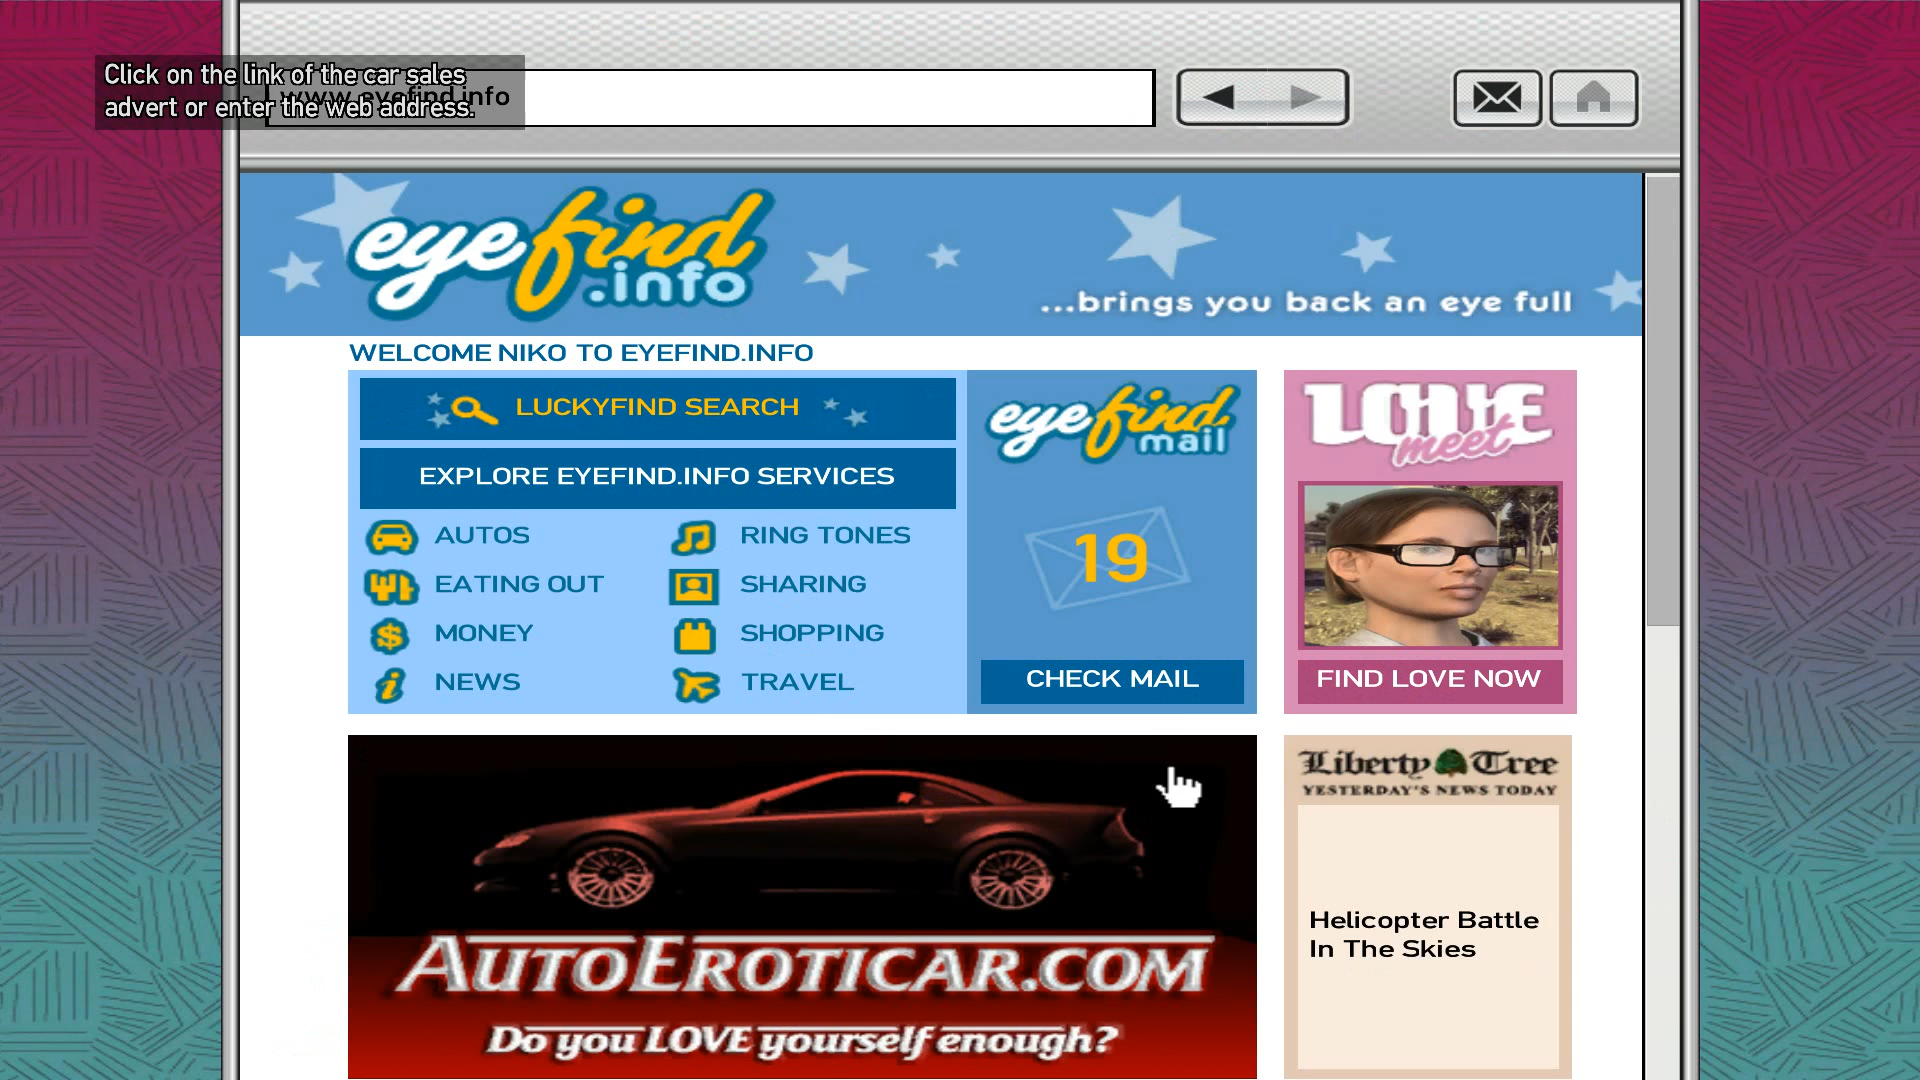 Click on the link of the car sales
advert or enter the web address.
www.eyefind.info
eyefind
.info
...brings you back an eye full
WELCOME NIKO TO EYEFIND.INFO
LUCKYFIND SEARCH
EXPLORE EYEFIND.INFO SERVICES
AUTOS
RING TONES
EATING OUT
SHARING
MONEY
SHOPPING
NEWS
TRAVEL
eyefind
mail
19
CHECK MAIL
LOVE
meet
FIND LOVE NOW
AUTOEROTICAR.COM
Do you LOVE yourself enough?
Liberty Tree
YESTERDAY'S NEWS TODAY
Helicopter Battle
In The Skies